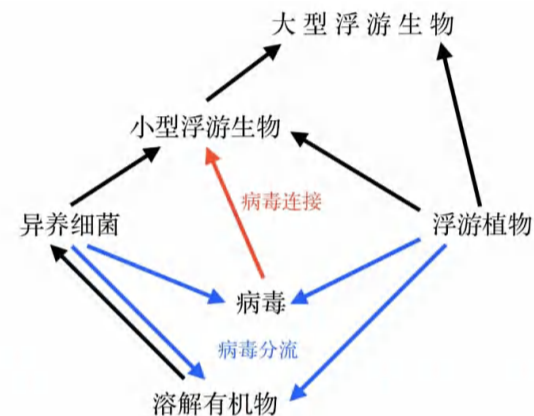 大型浮游生物
小型浮游生物
病毒连接
异养细菌
浮游植物
病毒
病毒分流
溶解有机物